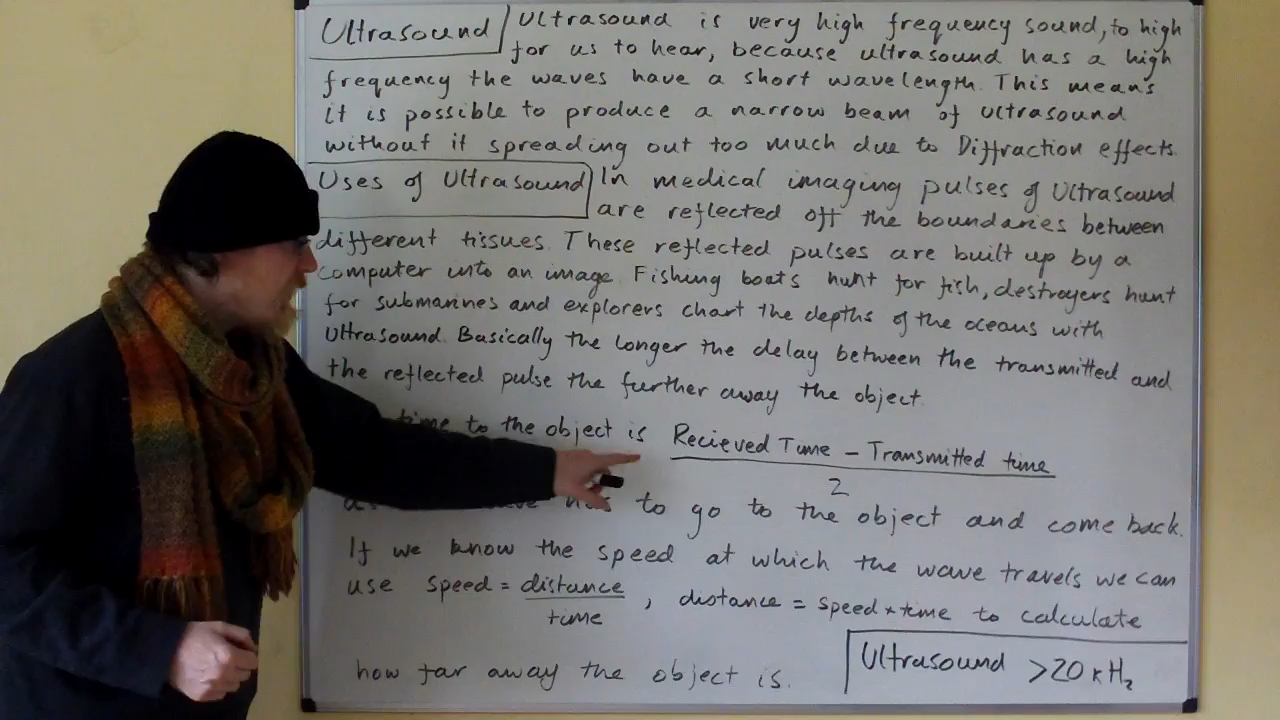 Ultrasound
Ultrasound is very high frequency sound, to high
for us to hear, because ultrasound has a high
frequency the waves have a short wavelength. This means
it is possible to produce a narrow beam of ultrasound
without it spreading out too much due to Diffraction effects.
Uses of Ultrasound
In medical imaging pulses of Ultrasound
are reflected off the boundaries between
different tissues. These reflected pulses are built up by a
computer into an image. Fishing boats hunt for fish, destroyers hunt
for submarines and explorers chart the depths of the oceans with
Ultrasound. Basically the longer the delay between the transmitted and
the reflected pulse the further away the object.
time to the object is Recieved Time - Transmitted time
2
to go to the object and come back.
If we know the speed at which the wave travels we can
use speed = distance / time , distance = speed × time to calculate
how far away the object is.
Ultrasound >20kHz